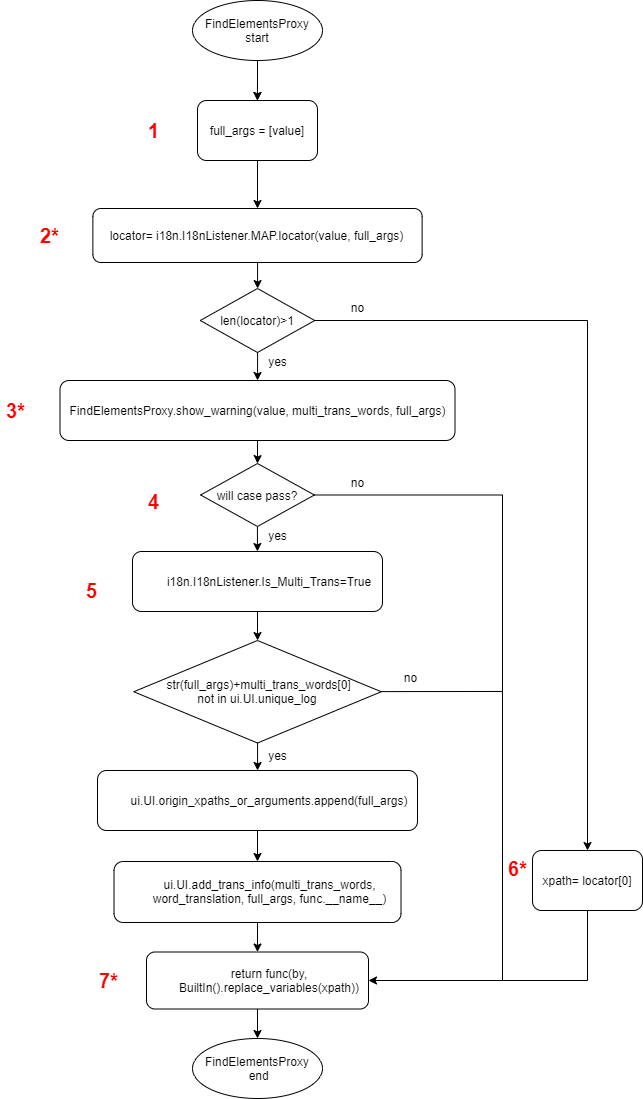 FindElementsProxy
start
1
full_args = [value]
2*
locator= i18n.I18nListener.MAP.locator(value, full_args)
len(locator)>1
no
yes
3*
FindElementsProxy.show_warning(value, multi_trans_words, full_args)
4
will case pass?
no
yes
5
i18n.I18nListener.Is_Multi_Trans=True
str(full_args)+multi_trans_words[0]
not in ui.UI.unique_log
no
yes
ui.UI.origin_xpaths_or_arguments.append(full_args)
6*
xpath= locator[0]
ui.UI.add_trans_info(multi_trans_words,
word_translation, full_args, func.__name__)
7*
return func(by,
BuiltIn().replace_variables(xpath))
FindElementsProxy
end